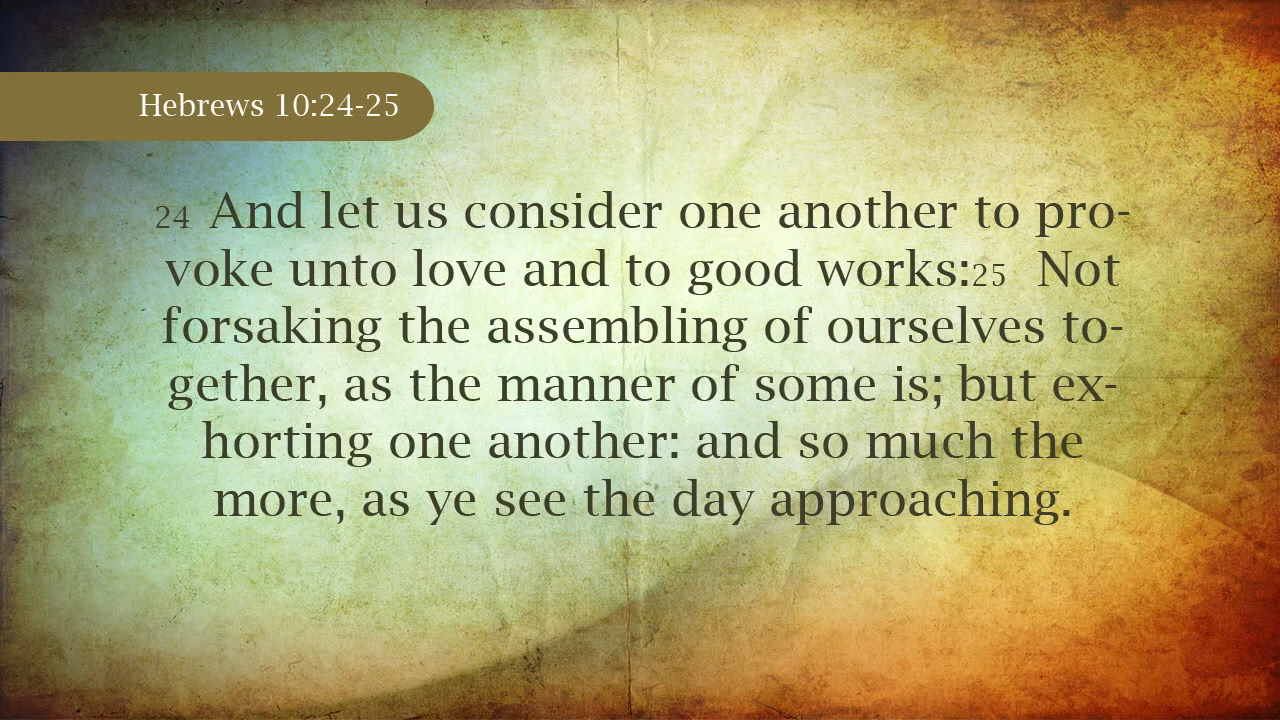 Hebrews 10:24-25
24 And let us consider one another to pro-
voke unto love and to good works:25 Not
forsaking the assembling of ourselves to-
gether, as the manner of some is; but ex-
horting one another: and so much the
more, as ye see the day approaching.